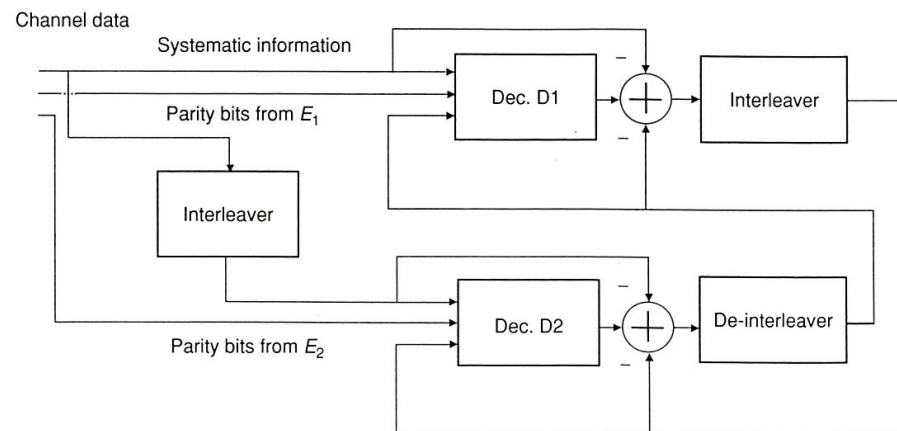 Channel data
Systematic information
Parity bits from E1
Dec. D1
Interleaver
Interleaver
Dec. D2
De-interleaver
Parity bits from E2
−
−
−
−
+
+